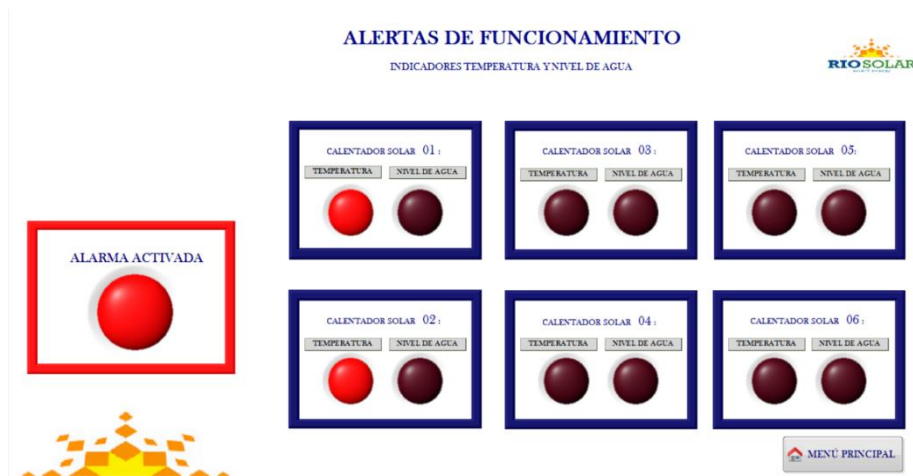 ALERTAS DE FUNCIONAMIENTO
INDICADORES TEMPERATURA Y NIVEL DE AGUA
RIOSOLAR
CALENTADOR SOLAR 01 :
TEMPERATURA NIVEL DE AGUA
CALENTADOR SOLAR 03 :
TEMPERATURA NIVEL DE AGUA
CALENTADOR SOLAR 05:
TEMPERATURA NIVEL DE AGUA
ALARMA ACTIVADA
CALENTADOR SOLAR 02 :
TEMPERATURA NIVEL DE AGUA
CALENTADOR SOLAR 04 :
TEMPERATURA NIVEL DE AGUA
CALENTADOR SOLAR 06 :
TEMPERATURA NIVEL DE AGUA
MENÚ PRINCIPAL